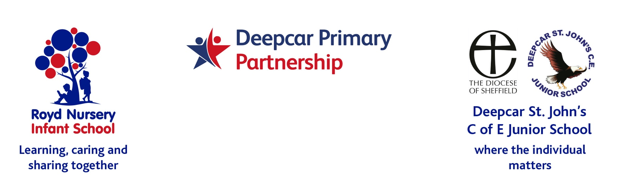 Royd Nursery
Infant School
Learning, caring and
sharing together
Deepcar Primary
Partnership
THE DIOCESE
OF SHEFFIELD
DEEPCAR ST. JOHN'S C.E.
JUNIOR SCHOOL
Deepcar St. John's
C of E Junior School
where the individual
matters